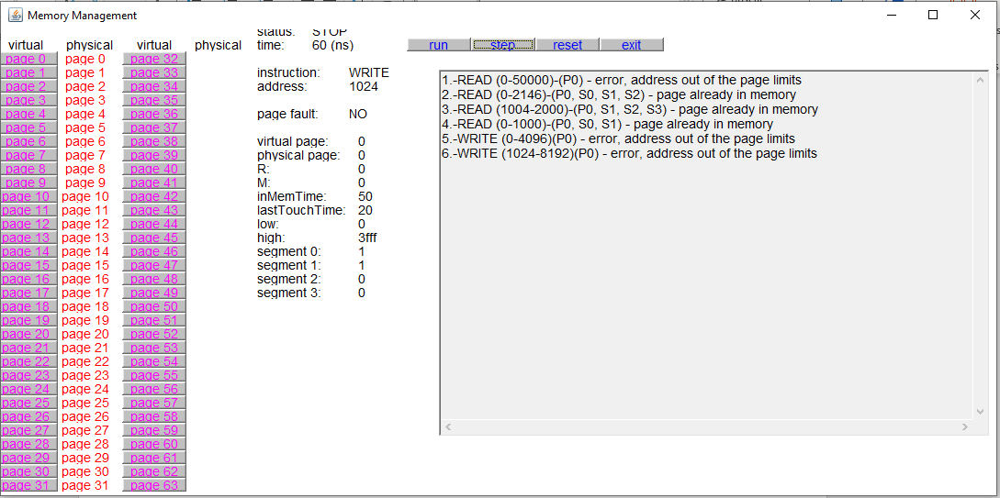 Memory Management
status: STOP
virtual physical virtual physical time: 60 (ns) run step reset exit
page 0 page 0 page 32
page 1 page 1 page 33 instruction: WRITE
page 2 page 2 page 34 address: 1024
page 3 page 3 page 35
page 4 page 4 page 36 page fault: NO
page 5 page 5 page 37
page 6 page 6 page 38 virtual page: 0
page 7 page 7 page 39 physical page: 0
page 8 page 8 page 40 R: 0
page 9 page 9 page 41 M: 0
page 10 page 10 page 42 inMemTime: 50
page 11 page 11 page 43 lastTouchTime: 20
page 12 page 12 page 44 low: 0
page 13 page 13 page 45 high: 3fff
page 14 page 14 page 46 segment 0: 1
page 15 page 15 page 47 segment 1: 1
page 16 page 16 page 48 segment 2: 0
page 17 page 17 page 49 segment 3: 0
page 18 page 18 page 50
page 19 page 19 page 51
page 20 page 20 page 52
page 21 page 21 page 53
page 22 page 22 page 54
page 23 page 23 page 55
page 24 page 24 page 56
page 25 page 25 page 57
page 26 page 26 page 58
page 27 page 27 page 59
page 28 page 28 page 60
page 29 page 29 page 61
page 30 page 30 page 62
page 31 page 31 page 63
1.-READ (0-50000)-(P0) - error, address out of the page limits
2.-READ (0-2146)-(P0, S0, S1, S2) - page already in memory
3.-READ (1004-2000)-(P0, S1, S2, S3) - page already in memory
4.-READ (0-1000)-(P0, S0, S1) - page already in memory
5.-WRITE (0-4096)(P0) - error, address out of the page limits
6.-WRITE (1024-8192)(P0) - error, address out of the page limits